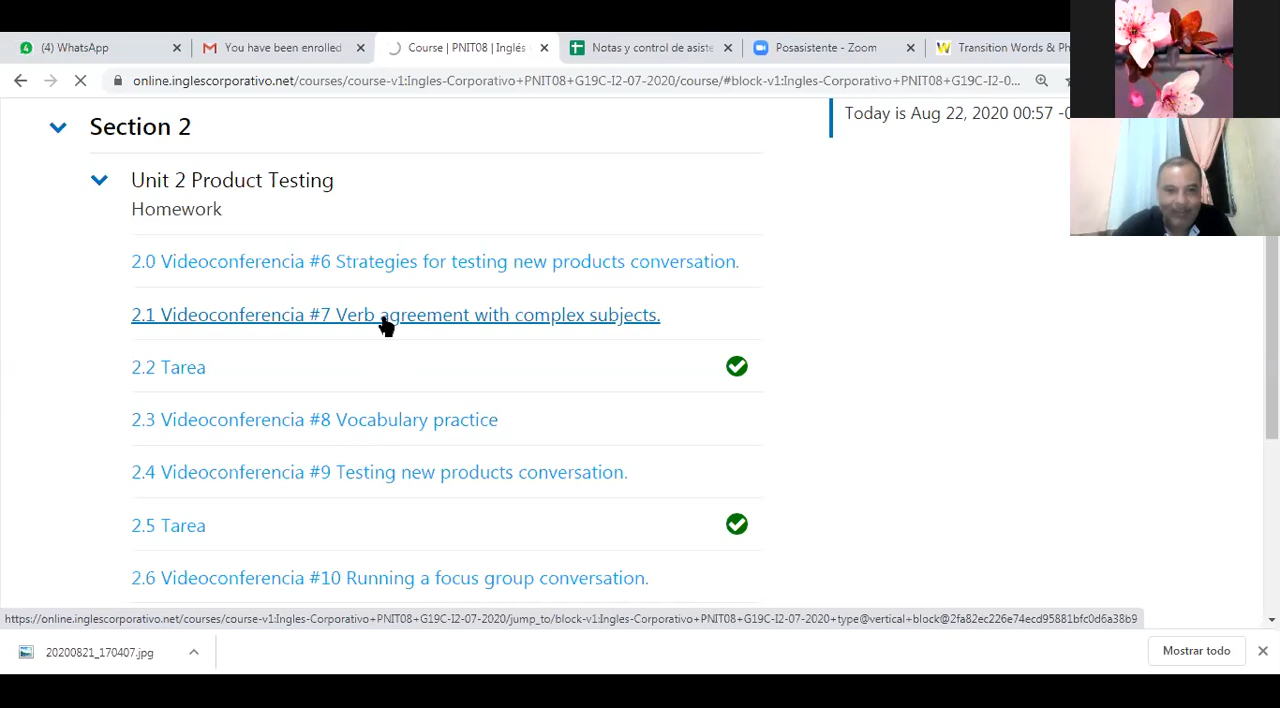 (4) WhatsApp
You have been enrolled
Course | PNIT08 | Inglés
Notas y control de asiste
Posasistente - Zoom
Transition Words & Ph
online.inglescorporativo.net/courses/course-v1:Ingles-Corporativo+PNIT08+G19C-I2-07-2020/course/#block-v1:Ingles-Corporativo+PNIT08+G19C-I2-0...
Section 2
Today is Aug 22, 2020 00:57 -0
Unit 2 Product Testing
Homework
2.0 Videoconferencia #6 Strategies for testing new products conversation.
2.1 Videoconferencia #7 Verb agreement with complex subjects.
2.2 Tarea
2.3 Videoconferencia #8 Vocabulary practice
2.4 Videoconferencia #9 Testing new products conversation.
2.5 Tarea
2.6 Videoconferencia #10 Running a focus group conversation.
https://online.inglescorporativo.net/courses/course-v1:Ingles-Corporativo+PNIT08+G19C-I2-07-2020/jump_to/block-v1:Ingles-Corporativo+PNIT08+G19C-I2-07-2020+type@vertical+block@2fa82ec226e74ecd95881bfc0d6a38b9
20200821_170407.jpg
Mostrar todo